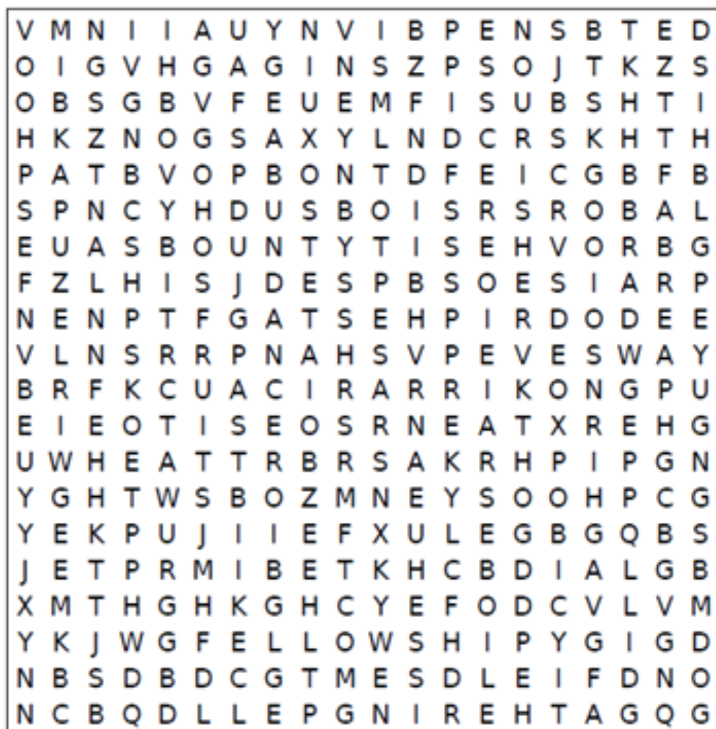 V M N I I A U Y N V I B P E N S B T E D
O I G V H G A G I N S Z P S O J T K Z S
O B S G B V F E U E M F I S U B S H T I
H K Z N O G S A X Y L N D C R S K H T H
P A T B V O P B O N T D F E I C G B F B
S P N C Y H D U S B O I S R S R O B A L
E U A S B O U N T Y T I S E H V O R B G
F Z L H I S J D E S P B S O E S I A R P
N E N P T F G A T S E H P I R D O D E E
V L N S R R P N A H S V P E V E S W A Y
B R F K C U A C I R A R R I K O N G P U
E I E O T I S E O S R N E A T X R E H G
U W H E A T T R B R S A K R H P I P G N
Y G H T W S B O Z M N E Y S O O H P C G
Y E K P U J I I E F X U L E G B G Q B S
J E T P R M I B E T K H C B D I A L G B
X M T H G H K G H C Y E F O D C V L V M
Y K J W G F E L L O W S H I P Y G I G D
N B S D B D C G T M E S D L E I F D N O
N C B Q D L L E P G N I R E H T A G Q G